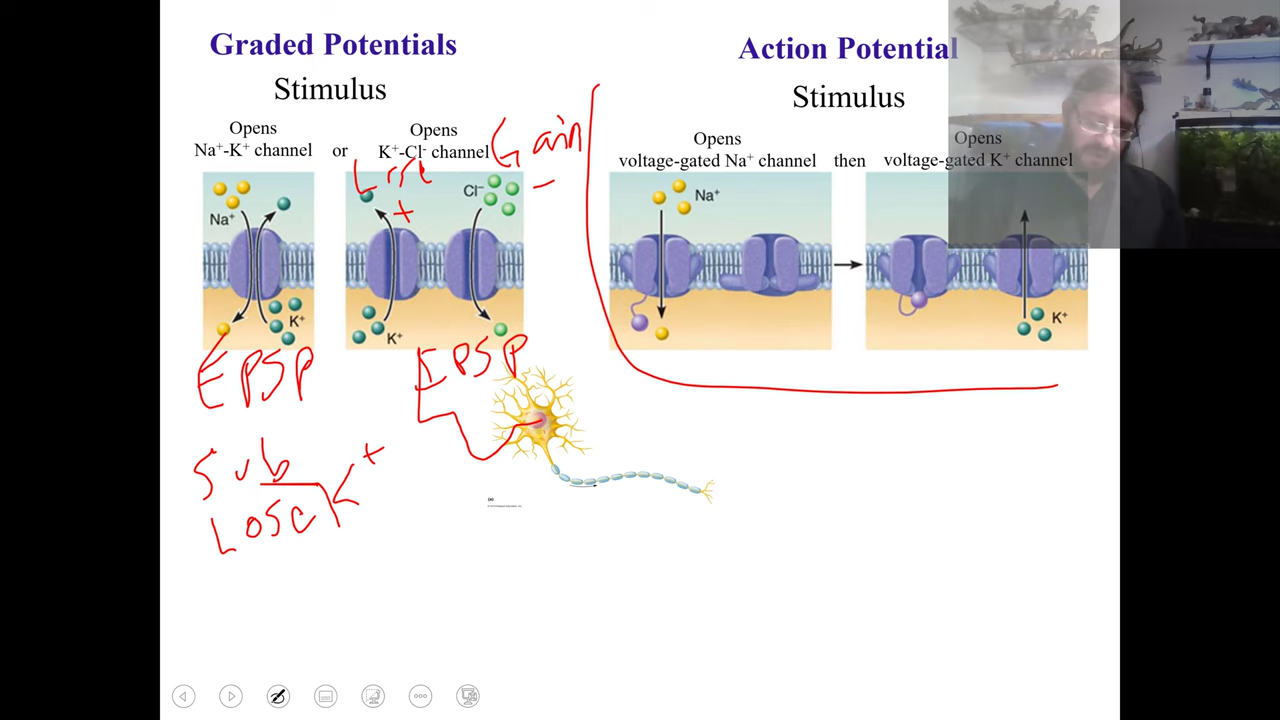 Graded Potentials
Stimulus
Opens
Na⁺-K⁺ channel
or
Opens
K⁺-Cl⁻ channel
Gain
−
+
Na⁺
K⁺
Cl⁻
K⁺
EPSP
IPSP
Sub
Lose K⁺
(a)
Action Potential
Stimulus
Opens
voltage-gated Na⁺ channel
then
Opens
voltage-gated K⁺ channel
Na⁺
K⁺